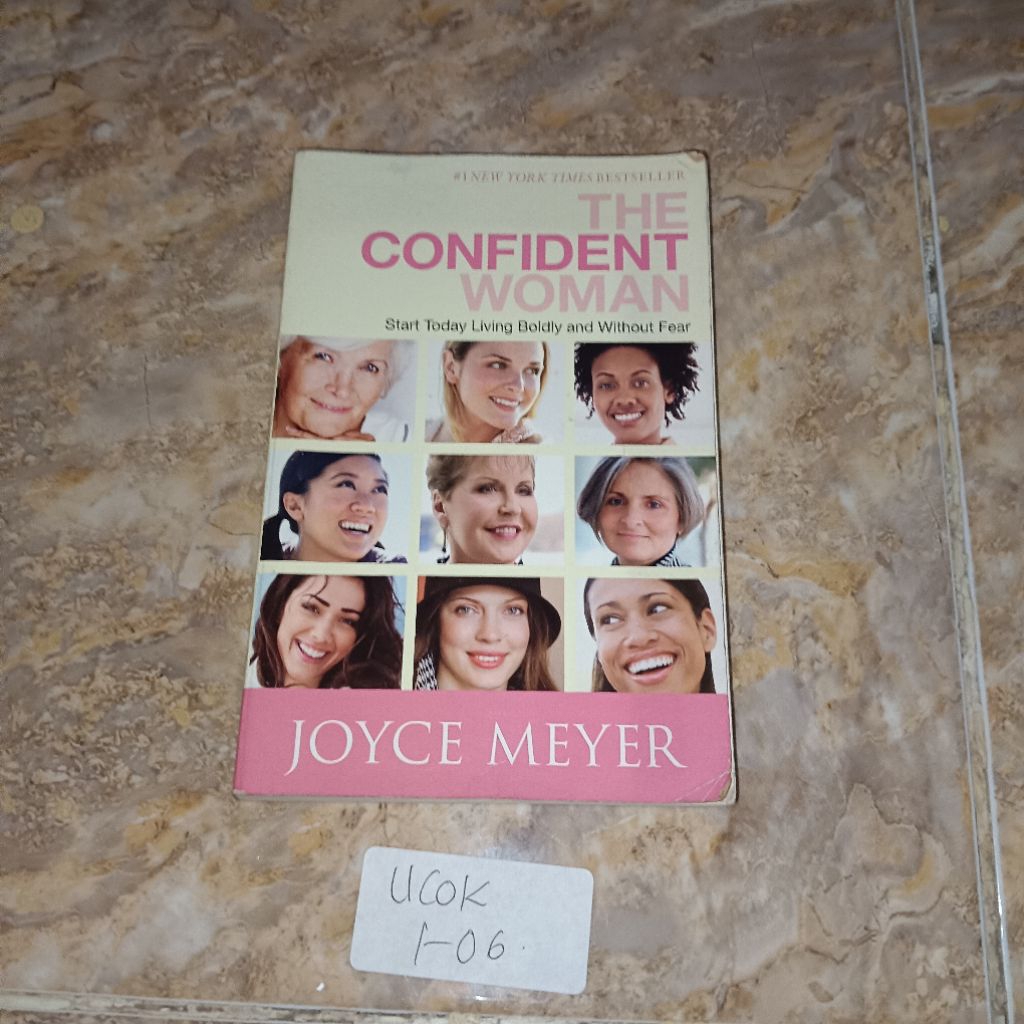 #1 NEW YORK TIMES BESTSELLER
THE
CONFIDENT
WOMAN
Start Today Living Boldly and Without Fear
JOYCE MEYER
UCOK
1-06.